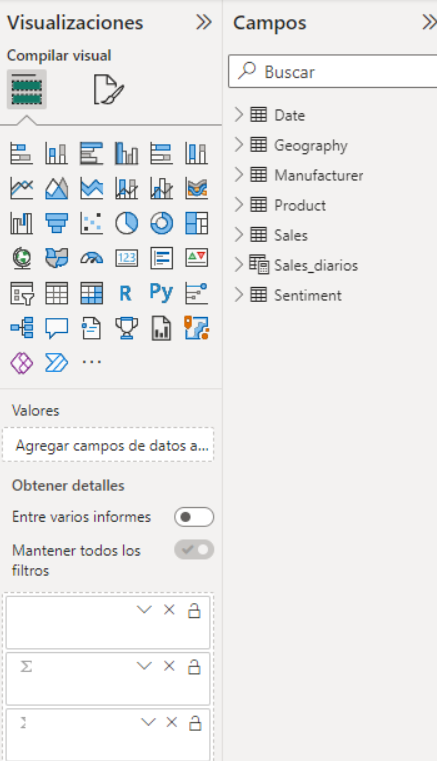 Visualizaciones
Compilar visual
123
R
Py
Valores
Agregar campos de datos a...
Obtener detalles
Entre varios informes
Mantener todos los
filtros
Σ
Campos
Buscar
Date
Geography
Manufacturer
Product
Sales
Sales_diarios
Sentiment